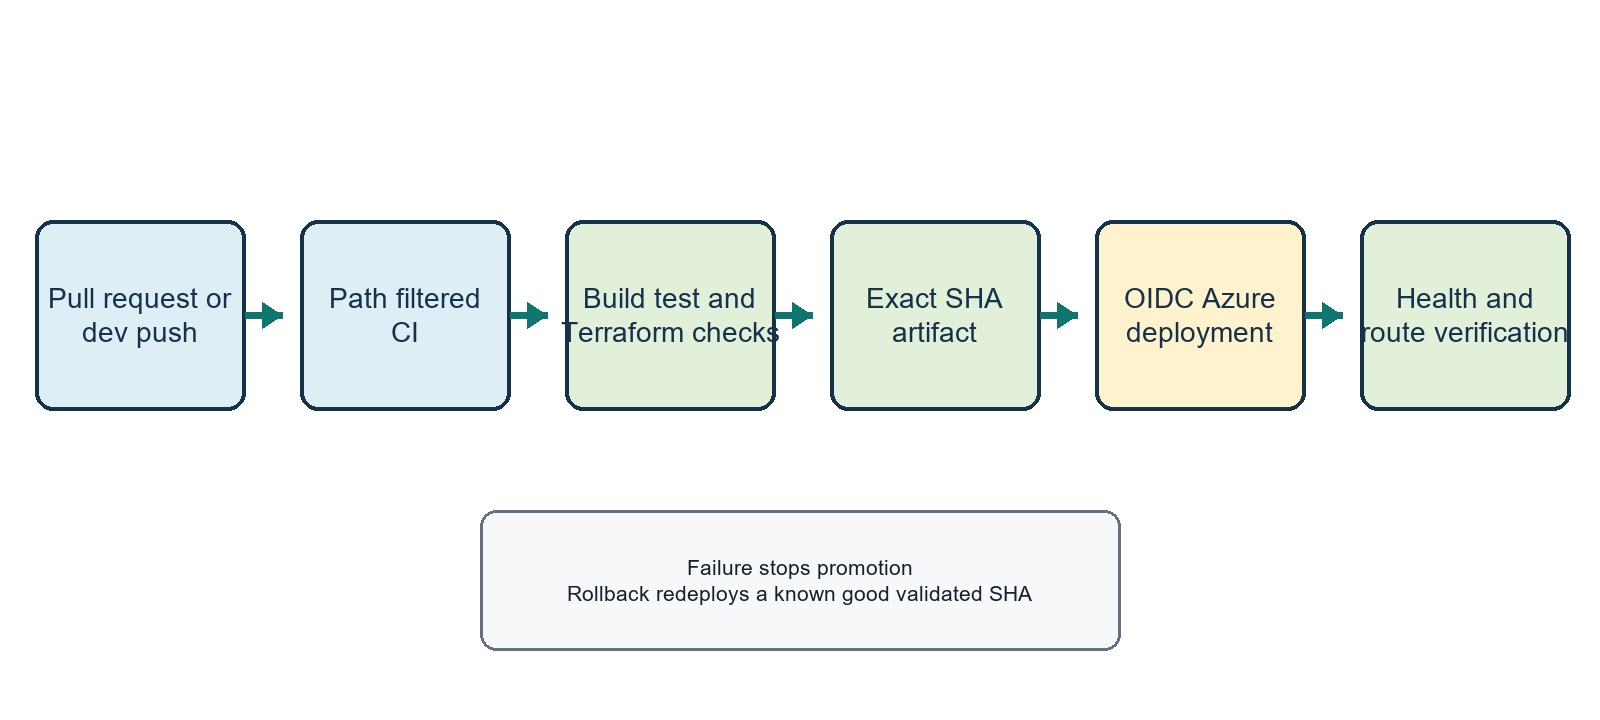 Pull request or
dev push
Path filtered
CI
Build test and
Terraform checks
Exact SHA
artifact
OIDC Azure
deployment
Health and
route verification
Failure stops promotion
Rollback redeploys a known good validated SHA